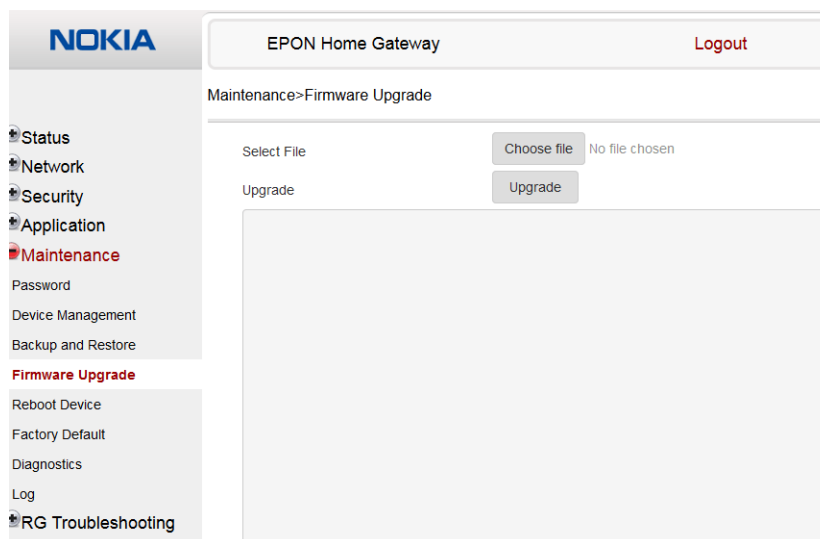 NOKIA
EPON Home Gateway
Logout
Maintenance>Firmware Upgrade
Status
Network
Security
Application
Maintenance
Password
Device Management
Backup and Restore
Firmware Upgrade
Reboot Device
Factory Default
Diagnostics
Log
RG Troubleshooting
Select File
Choose file No file chosen
Upgrade
Upgrade